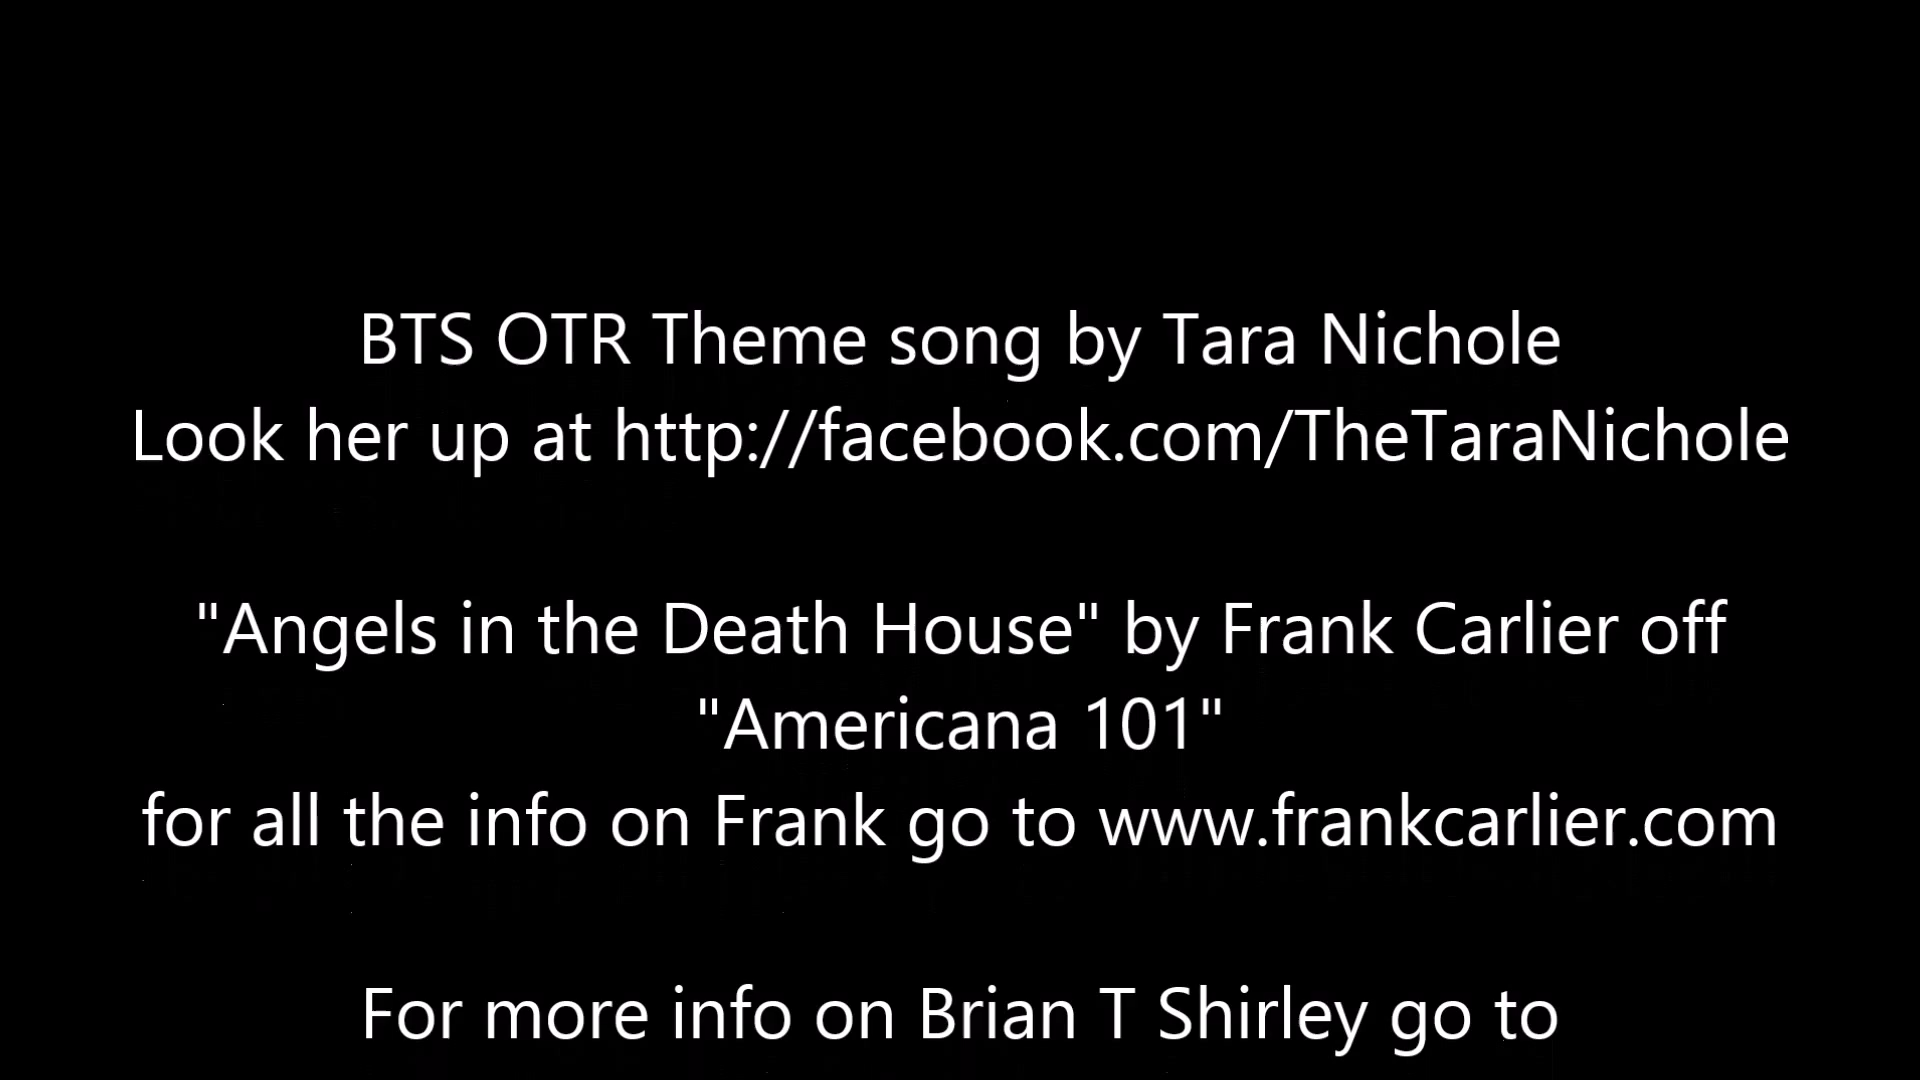 BTS OTR Theme song by Tara Nichole
Look her up at http://facebook.com/TheTaraNichole
"Angels in the Death House" by Frank Carlier off
"Americana 101"
for all the info on Frank go to www.frankcarlier.com
For more info on Brian T Shirley go to